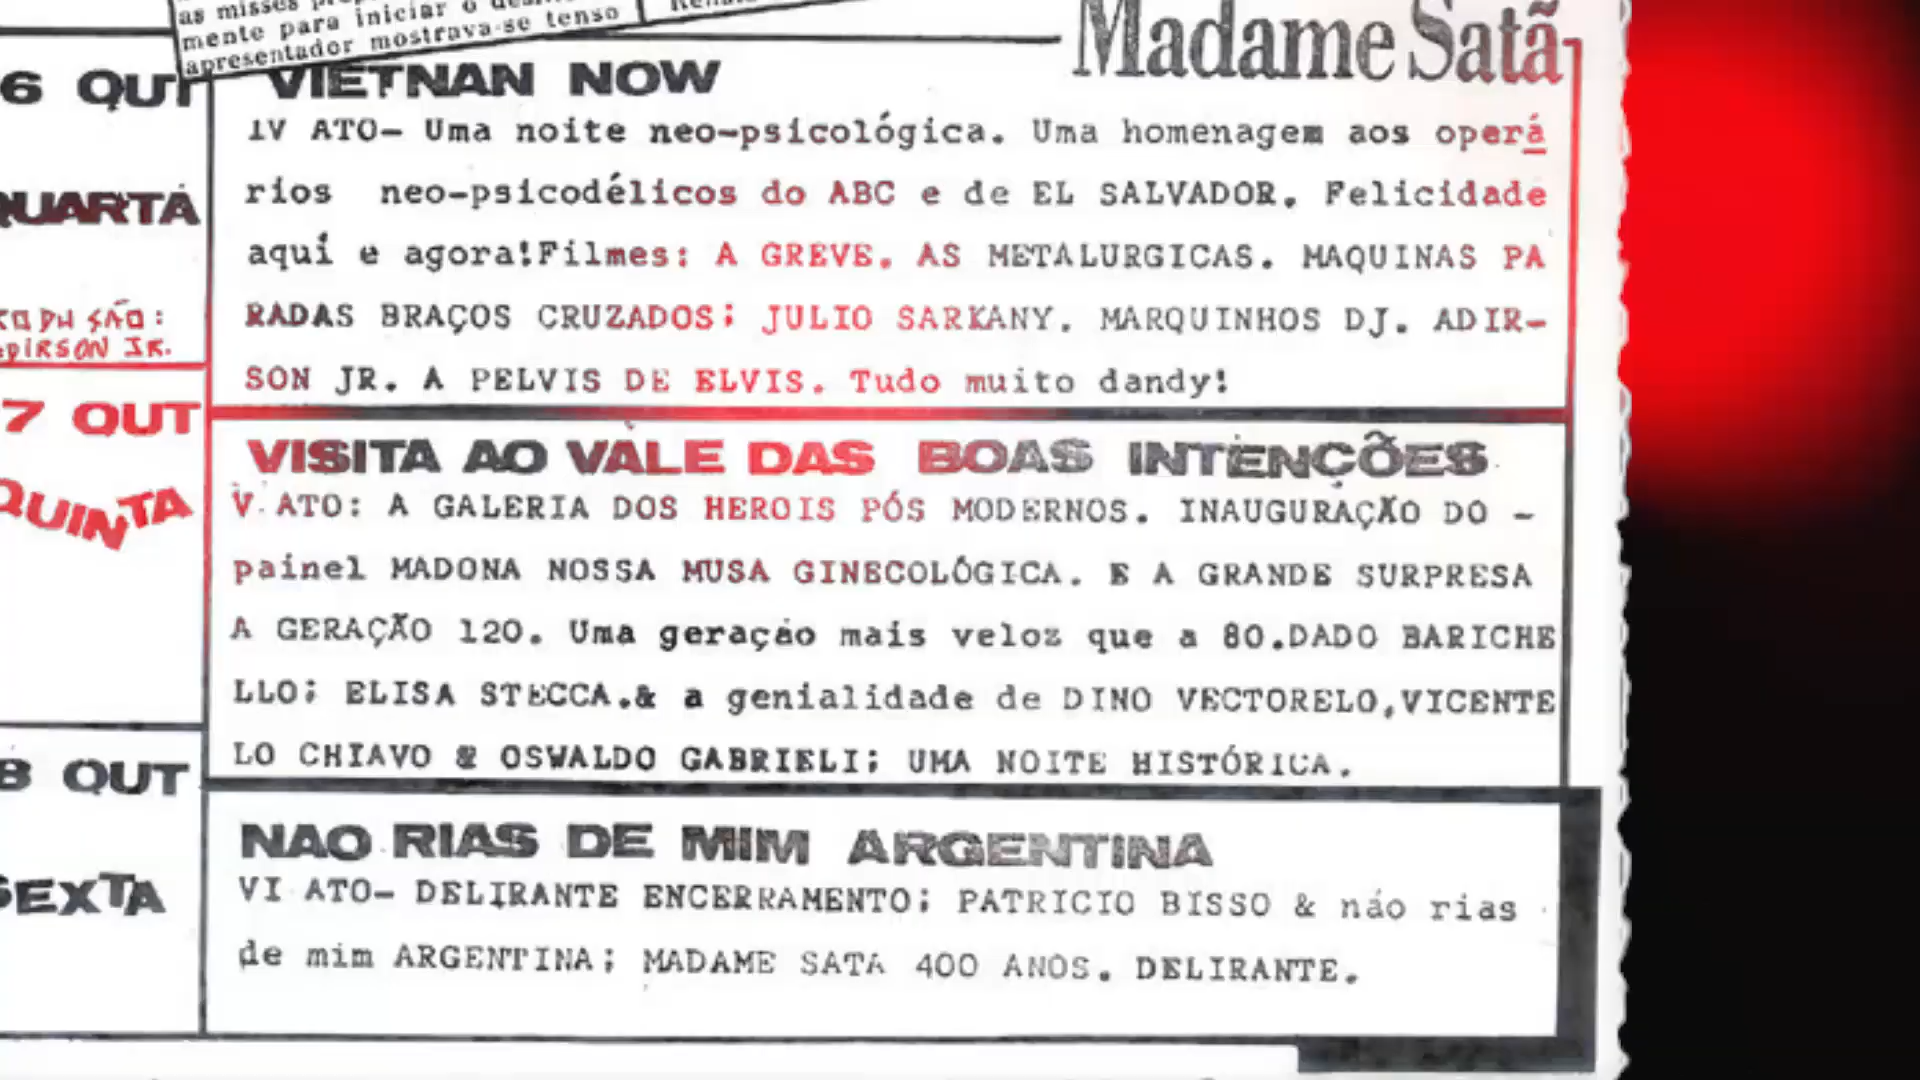 as misses
mente para iniciar o
apresentador mostrava-se tenso
Madame Satã
6 OUT
QUARTA
VIETNAN NOW
IV ATO- Uma noite neo-psicológica. Uma homenagem aos operá
rios neo-psicodélicos do ABC e de EL SALVADOR. Felicidade
aquí e agora!Filmes: A GREVE. AS METALURGICAS. MAQUINAS PA
RADAS BRAÇOS CRUZADOS; JULIO SARKANY. MARQUINHOS DJ. ADIR-
SON JR. A PELVIS DE ELVIS. Tudo muito dandy!
7 OUT
QUINTA
VISITA AO VALE DAS BOAS INTENÇÕES
V ATO: A GALERIA DOS HEROIS PÓS MODERNOS. INAUGURAÇÃO DO -
painel MADONA NOSSA MUSA GINECOLÓGICA. E A GRANDE SURPRESA
A GERAÇÃO 120. Uma geração mais veloz que a 80.DADO BARICHE
LLO; ELISA STECCA.& a genialidade de DINO VECTORELO,VICENTE
LO CHIAVO & OSWALDO GABRIELI; UMA NOITE HISTÓRICA.
8 OUT
SEXTA
NAO RIAS DE MIM ARGENTINA
VI ATO- DELIRANTE ENCERRAMENTO; PATRICIO BISSO & náo rias
de mim ARGENTINA; MADAME SATA 400 ANOS. DELIRANTE.